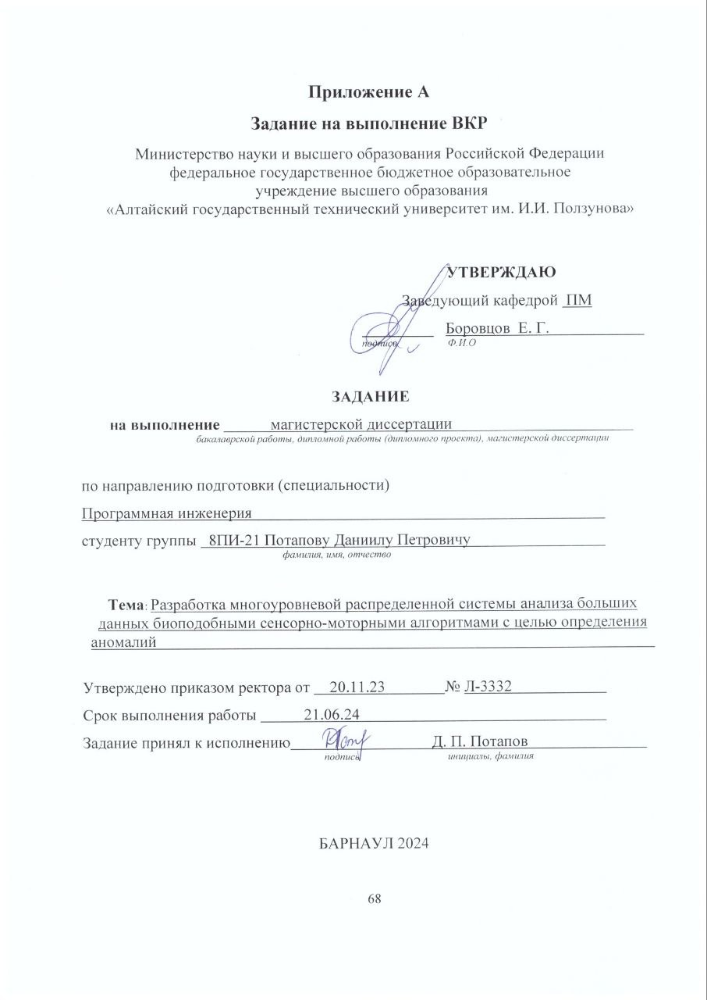 Приложение А
Задание на выполнение ВКР
Министерство науки и высшего образования Российской Федерации
федеральное государственное бюджетное образовательное
учреждение высшего образования
«Алтайский государственный технический университет им. И.И. Ползунова»
УТВЕРЖДАЮ
Заведующий кафедрой ПМ
Боровцов Е. Г.
подпись Ф.И.О
ЗАДАНИЕ
на выполнение магистерской диссертации
бакалаврской работы, дипломной работы (дипломного проекта), магистерской диссертации
по направлению подготовки (специальности)
Программная инженерия
студенту группы 8ПИ-21 Потапову Даниилу Петровичу
фамилия, имя, отчество
Тема: Разработка многоуровневой распределенной системы анализа больших
данных биоподобными сенсорно-моторными алгоритмами с целью определения
аномалий
Утверждено приказом ректора от 20.11.23 № Л-3332
Срок выполнения работы 21.06.24
Задание принял к исполнению Д. П. Потапов
подпись инициалы, фамилия
БАРНАУЛ 2024
68